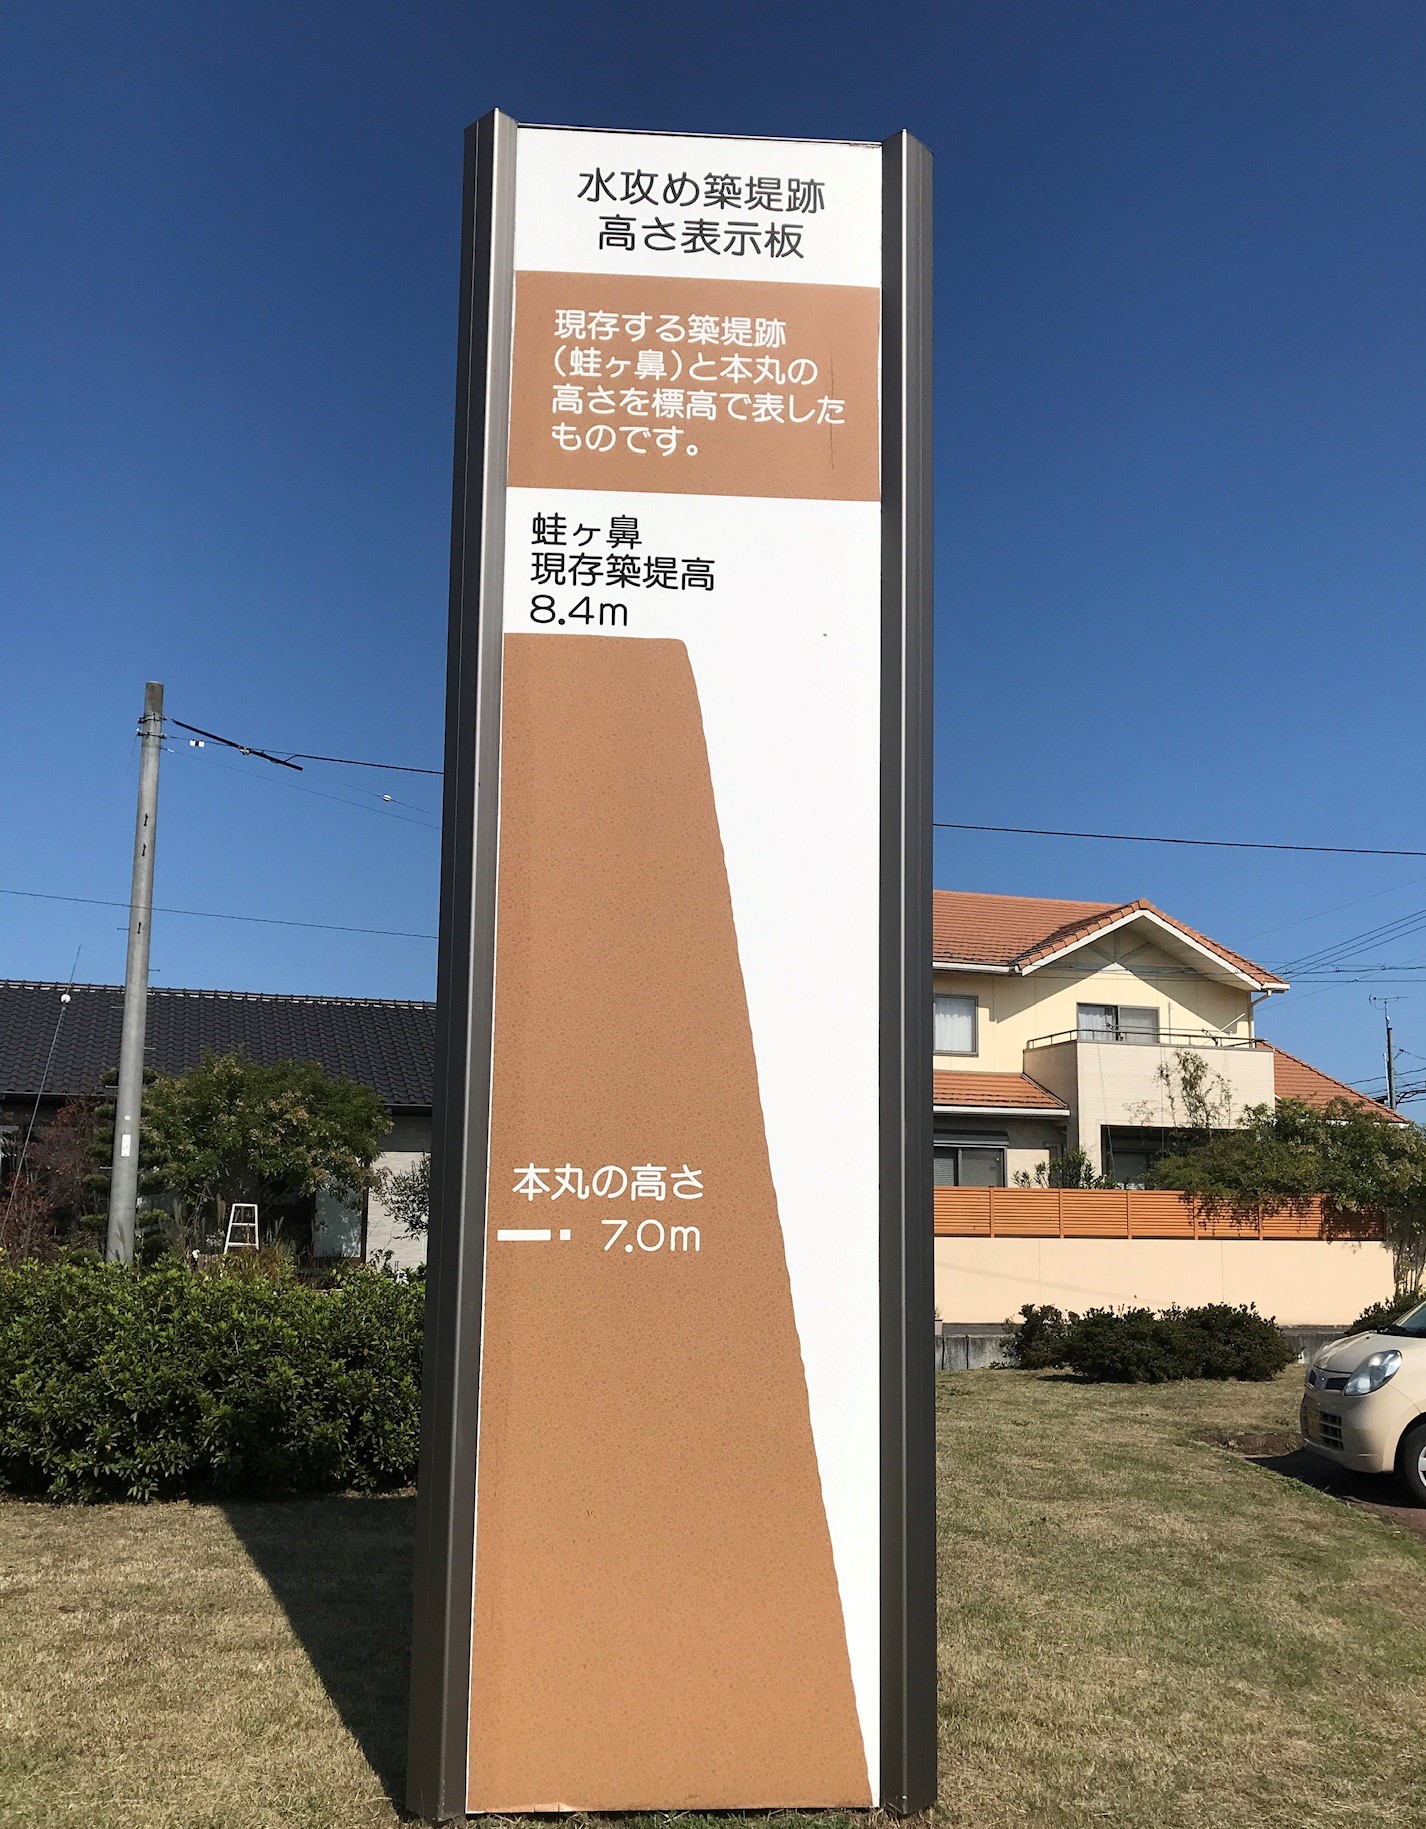 水攻め築堤跡
高さ表示板
現存する築堤跡
(蛙ヶ鼻)と本丸の
高さを標高で表した
ものです。
蛙ヶ鼻
現存築堤高
8.4m
本丸の高さ
7.0m